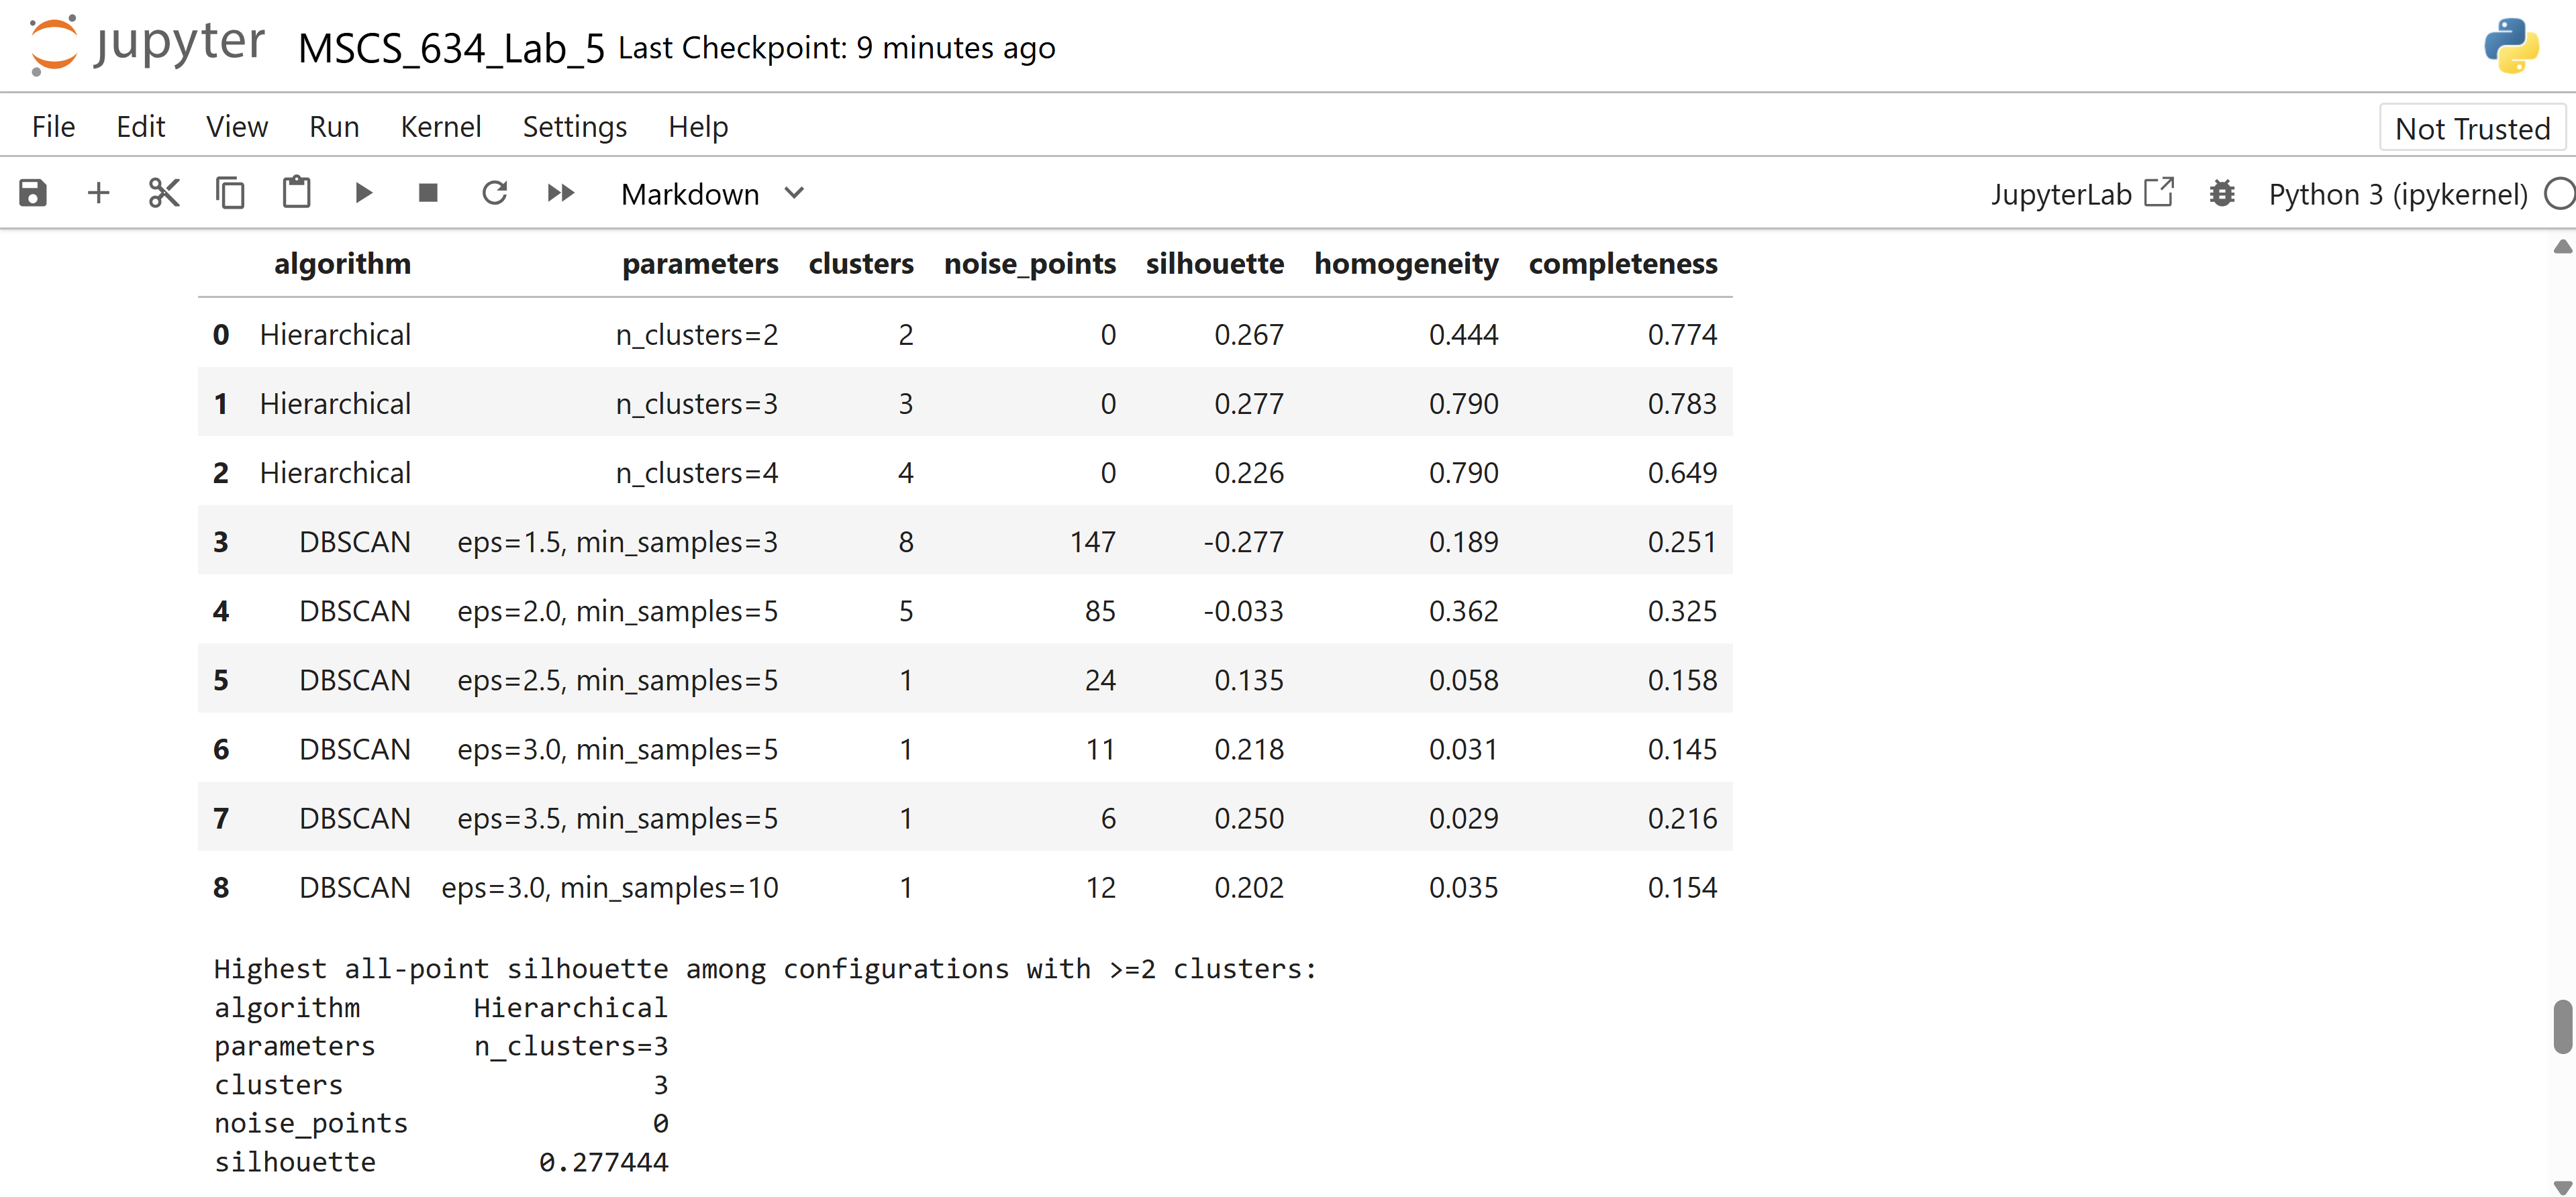 jupyter MSCS_634_Lab_5 Last Checkpoint: 9 minutes ago
File Edit View Run Kernel Settings Help Not Trusted
Markdown JupyterLab Python 3 (ipykernel)
algorithm parameters clusters noise_points silhouette homogeneity completeness
0 Hierarchical n_clusters=2 2 0 0.267 0.444 0.774
1 Hierarchical n_clusters=3 3 0 0.277 0.790 0.783
2 Hierarchical n_clusters=4 4 0 0.226 0.790 0.649
3 DBSCAN eps=1.5, min_samples=3 8 147 -0.277 0.189 0.251
4 DBSCAN eps=2.0, min_samples=5 5 85 -0.033 0.362 0.325
5 DBSCAN eps=2.5, min_samples=5 1 24 0.135 0.058 0.158
6 DBSCAN eps=3.0, min_samples=5 1 11 0.218 0.031 0.145
7 DBSCAN eps=3.5, min_samples=5 1 6 0.250 0.029 0.216
8 DBSCAN eps=3.0, min_samples=10 1 12 0.202 0.035 0.154
Highest all-point silhouette among configurations with >=2 clusters:
algorithm Hierarchical
parameters n_clusters=3
clusters 3
noise_points 0
silhouette 0.277444